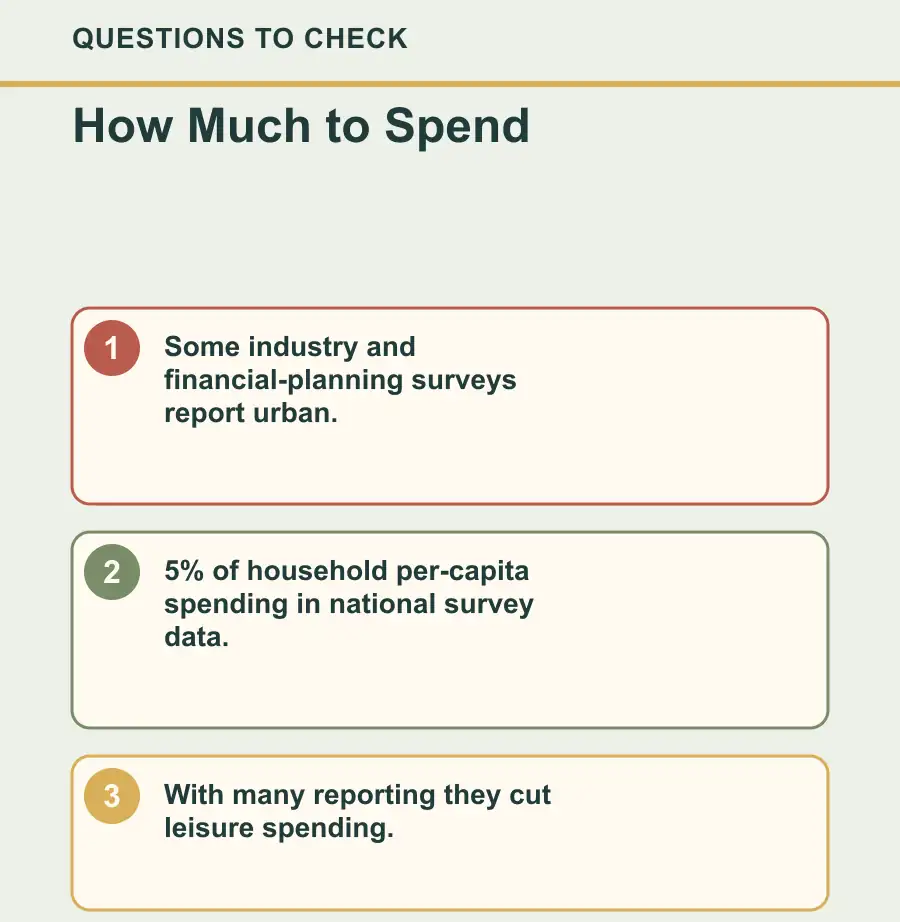 QUESTIONS TO CHECK
How Much to Spend
1
Some industry and
financial-planning surveys
report urban.
2
5% of household per-capita
spending in national survey
data.
3
With many reporting they cut
leisure spending.